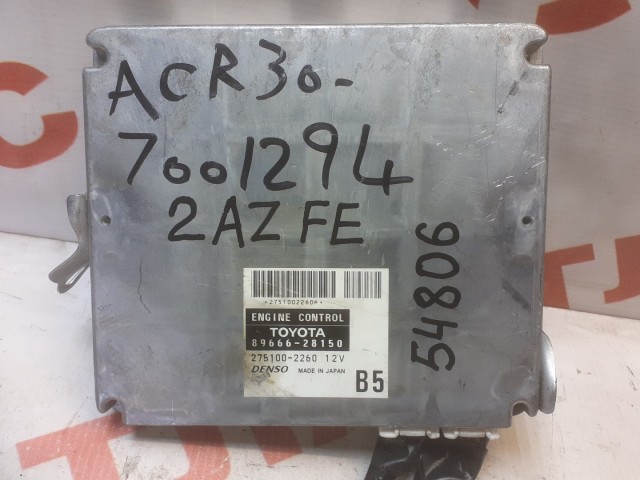 ACR30-
7001294
2AZ FE
54806
*2751002260*
ENGINE CONTROL
TOYOTA
89666-28150
275100-2260 12V
DENSO MADE IN JAPAN
B5